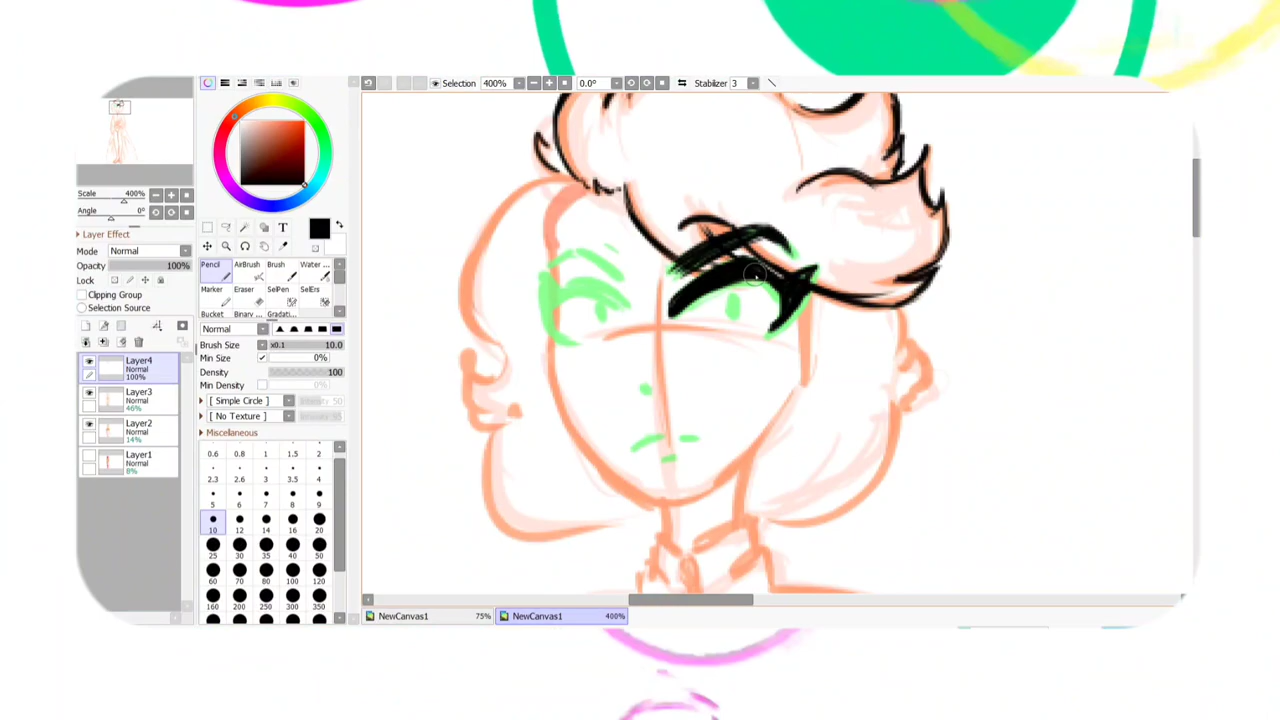 Selection 400% 0.0° Stabilizer 3
Scale 400%
Angle 0°
Layer Effect
Mode Normal
Opacity 100%
Lock
Clipping Group
Selection Source
Layer4
Normal
100%
Layer3
Normal
46%
Layer2
Normal
14%
Layer1
Normal
8%
T
Pencil AirBrush Brush Water ...
Marker Eraser SelPen SelErs
Bucket Binary ... Gradati...
Normal
Brush Size x0.1 10.0
Min Size 0%
Density 100
Min Density 0%
[ Simple Circle ] Intensity 50
[ No Texture ]
Miscellaneous
0.6 0.8 1 1.5 2
2.3 2.6 3 3.5 4
5 6 7 8 9
10 12 14 16 20
25 30 35 40 50
60 70 80 100 120
160 200 250 300 350
NewCanvas1 75% NewCanvas1 400%